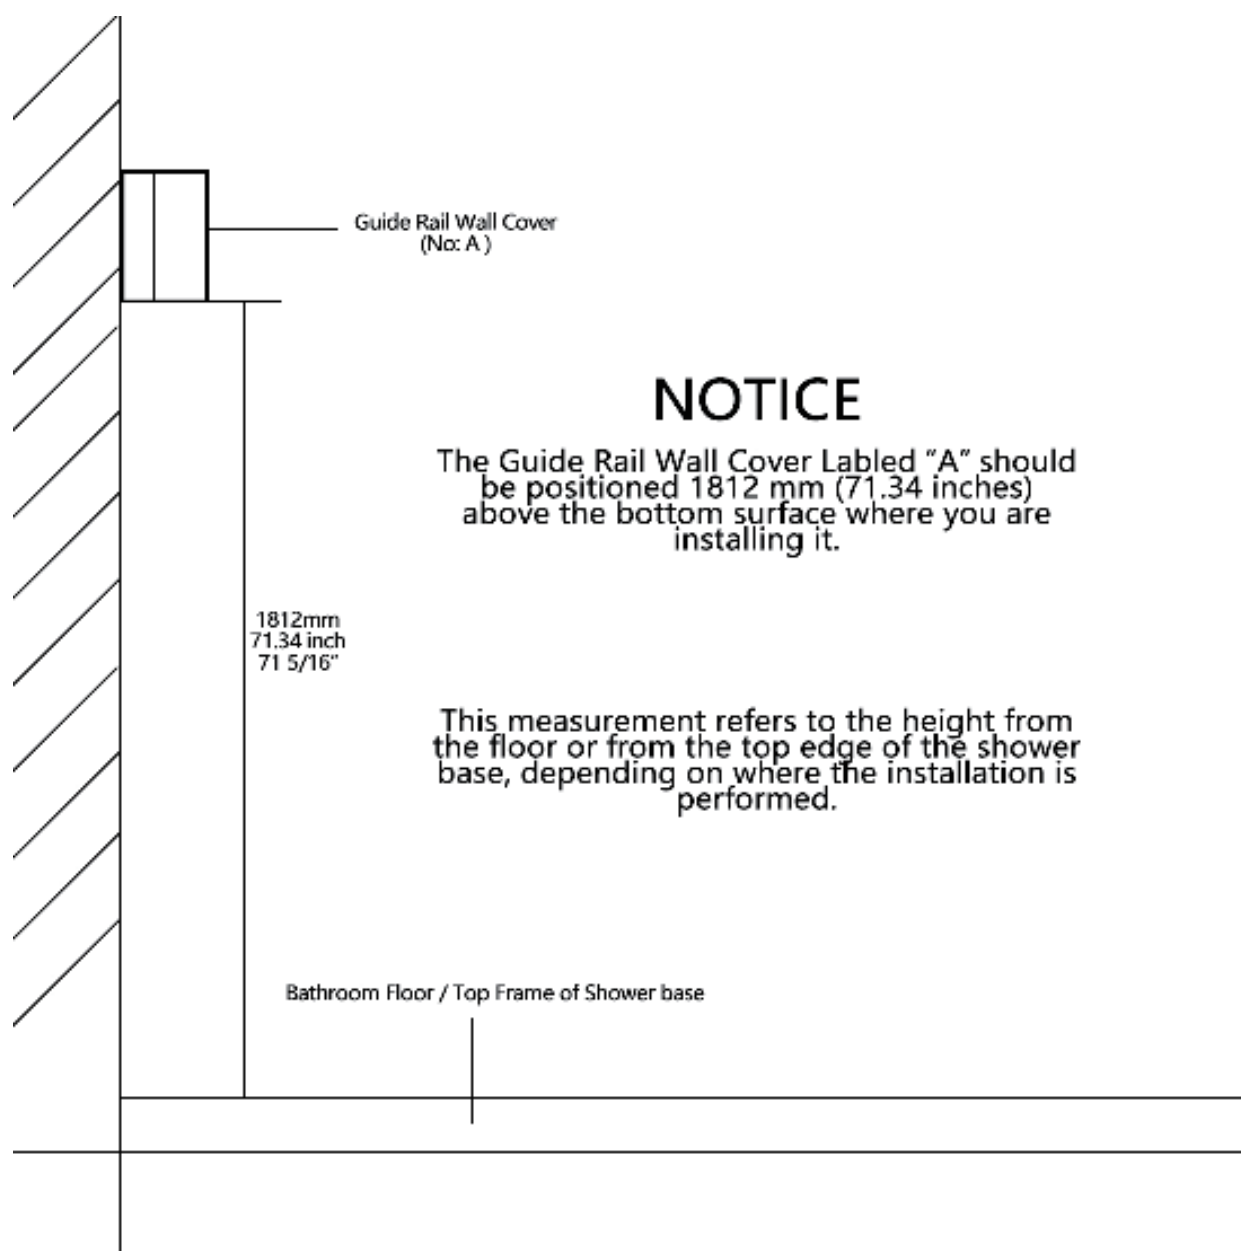 Guide Rail Wall Cover
(No: A )
NOTICE
The Guide Rail Wall Cover Labled “A” should
be positioned 1812 mm (71.34 inches)
above the bottom surface where you are
installing it.
1812mm
71.34 inch
71 5/16”
This measurement refers to the height from
the floor or from the top edge of the shower
base, depending on where the installation is
performed.
Bathroom Floor / Top Frame of Shower base